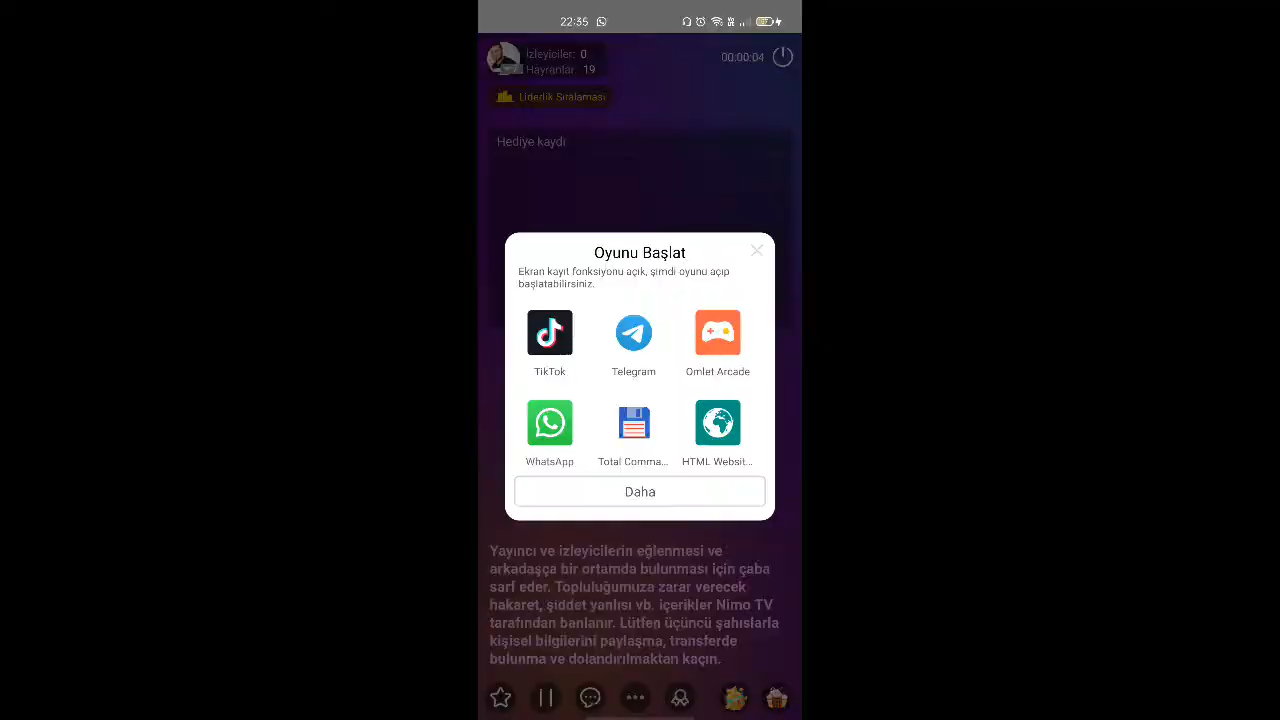 22:35
İzleyiciler: 0
Hayranlar: 19
00:00:04
Liderlik Sıralaması
Hediye kaydı
Oyunu Başlat
Ekran kayıt fonksiyonu açık, şimdi oyunu açıp
başlatabilirsiniz.
TikTok
Telegram
Omlet Arcade
WhatsApp
Total Comma...
HTML Websit...
Daha
Yayıncı ve izleyicilerin eğlenmesi ve
arkadaşça bir ortamda bulunması için çaba
sarf eder. Topluluğumuza zarar verecek
hakaret, şiddet yanlısı vb. içerikler Nimo TV
tarafından banlanır. Lütfen üçüncü şahıslarla
kişisel bilgilerini paylaşma, transferde
bulunma ve dolandırılmaktan kaçın.